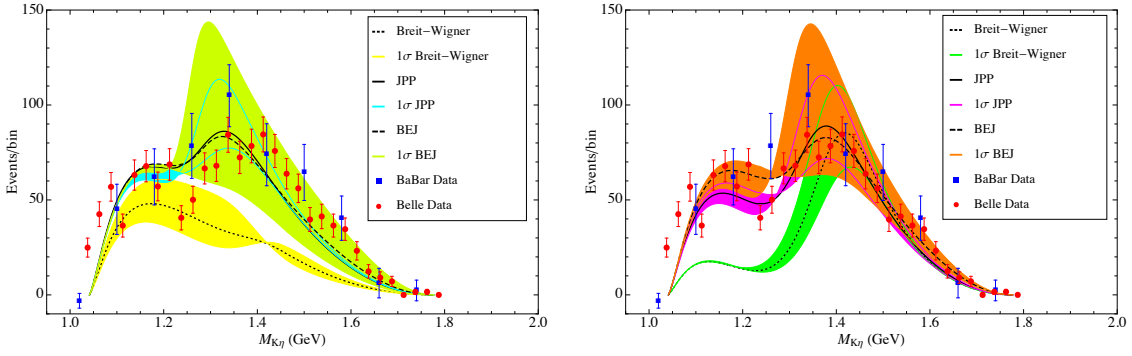 150
100
50
0
Events/bin
1.0 1.2 1.4 1.6 1.8 2.0
MKη (GeV)
Breit−Wigner
1σ Breit−Wigner
JPP
1σ JPP
BEJ
1σ BEJ
BaBar Data
Belle Data
150
100
50
0
Events/bin
1.0 1.2 1.4 1.6 1.8 2.0
MKη (GeV)
Breit−Wigner
1σ Breit−Wigner
JPP
1σ JPP
BEJ
1σ BEJ
BaBar Data
Belle Data